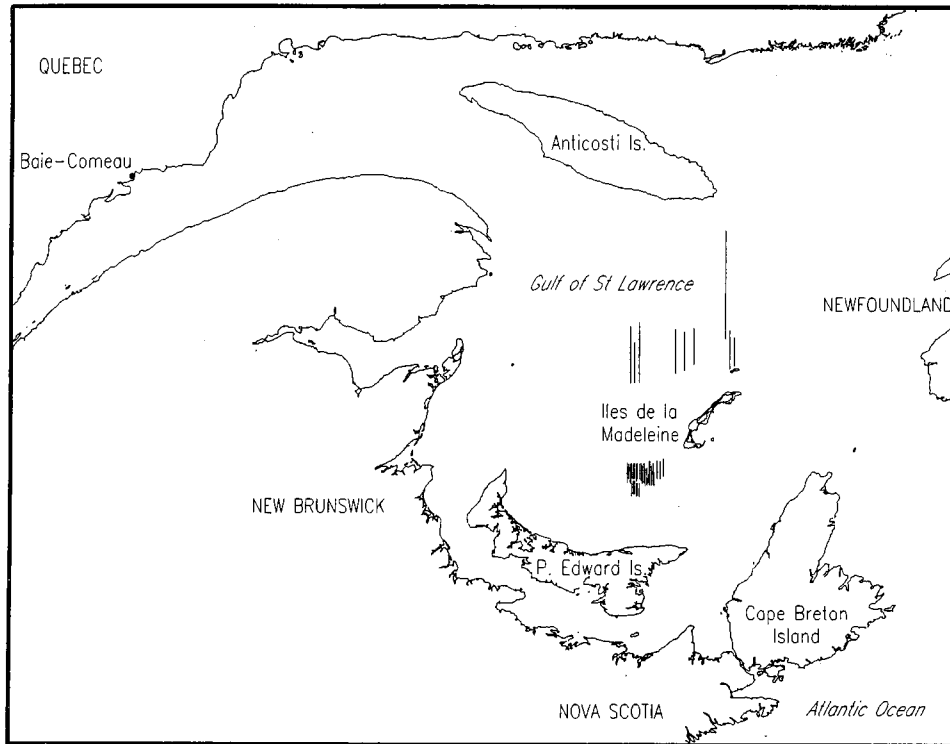 QUEBEC
Baie-Comeau
Anticosti Is.
Gulf of St Lawrence
NEWFOUNDLAND
Iles de la
Madeleine
NEW BRUNSWICK
P. Edward Is.
Cape Breton
Island
NOVA SCOTIA
Atlantic Ocean